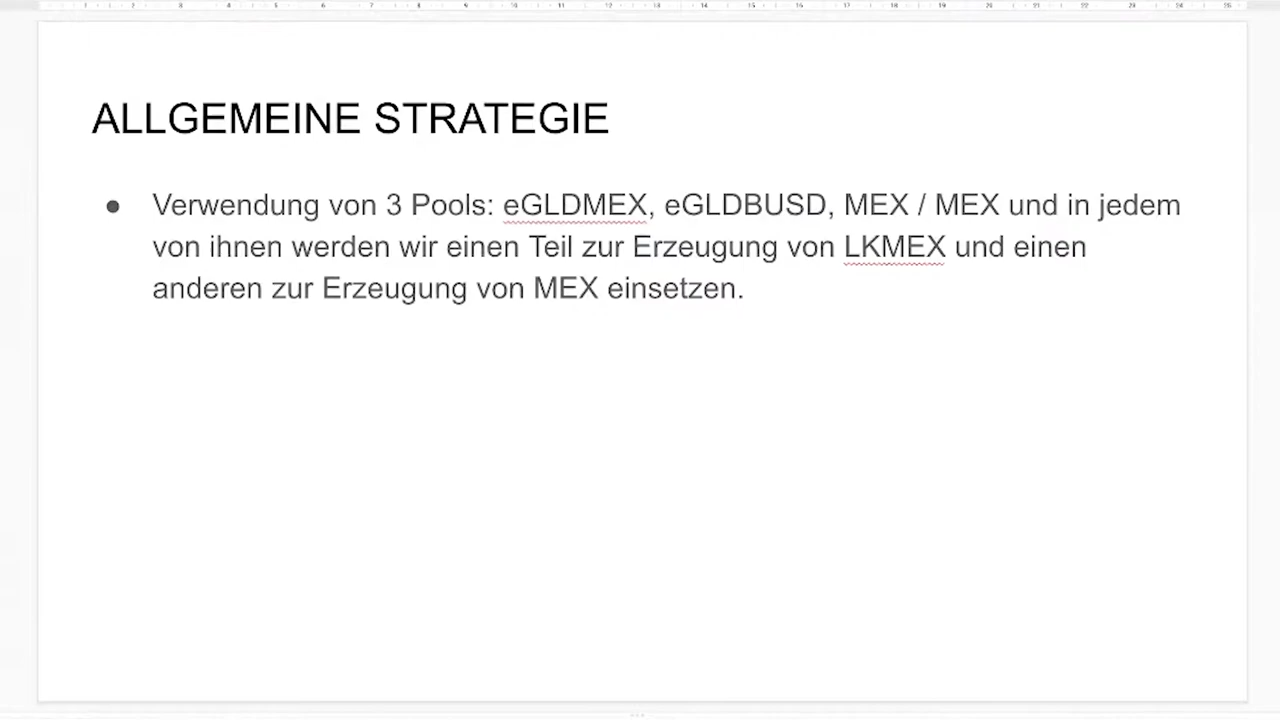 ALLGEMEINE STRATEGIE
● Verwendung von 3 Pools: eGLDMEX, eGLDBUSD, MEX / MEX und in jedem
von ihnen werden wir einen Teil zur Erzeugung von LKMEX und einen
anderen zur Erzeugung von MEX einsetzen.